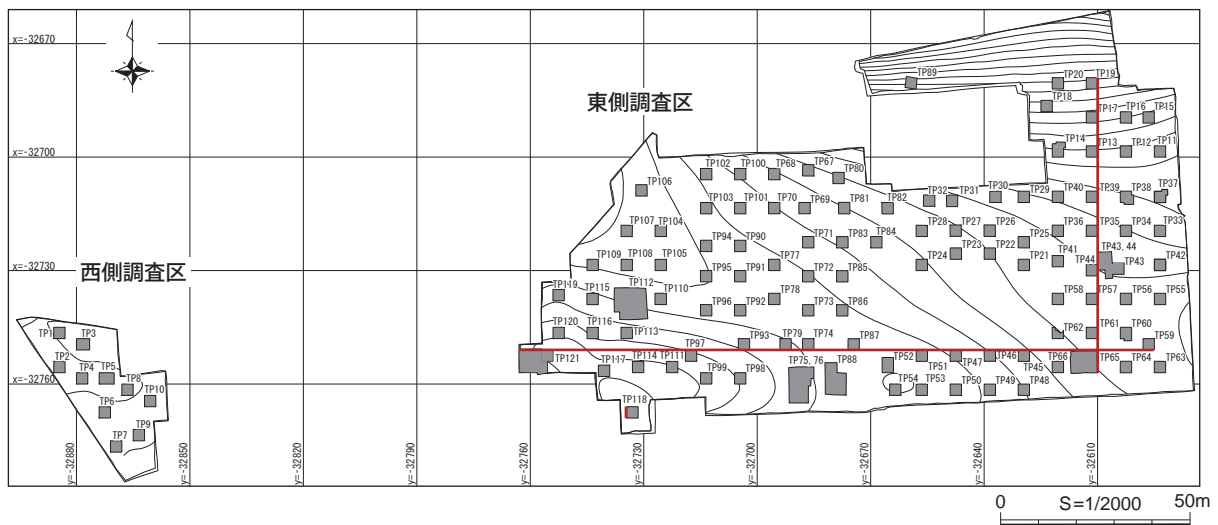 x=-32670
x=-32700
x=-32730
x=-32760
東側調査区
西側調査区
TP89
TP20 TP19
TP18
TP17 TP16 TP15
TP14
TP13 TP12 TP11
TP102 TP100 TP68 TP67 TP80
TP106
TP32 TP31 TP30 TP29 TP40 TP39 TP38 TP37
TP103 TP101 TP70 TP69 TP81 TP82
TP107 TP104
TP94 TP90 TP71 TP83 TP84
TP28 TP27 TP26 TP25 TP36 TP35 TP34 TP33
TP109 TP108 TP105
TP95 TP91 TP77 TP72 TP85
TP24 TP23 TP22 TP21 TP41 TP44 TP43, 44 TP43 TP42
TP119 TP115 TP112 TP110
TP96 TP92 TP78 TP73 TP86
TP58 TP57 TP56 TP55
TP120 TP116 TP113
TP97 TP93 TP79 TP74 TP87
TP62 TP61 TP60 TP59
TP121 TP117 TP114 TP111
TP99 TP98 TP75, 76 TP88
TP52 TP51 TP47 TP46 TP45 TP66 TP65 TP64 TP63
TP54 TP53 TP50 TP49 TP48
TP118
TP1 TP3
TP2 TP4 TP5
TP8 TP10
TP6
TP7 TP9
y=-32880
y=-32850
y=-32820
y=-32790
y=-32760
y=-32730
y=-32700
y=-32670
y=-32640
y=-32610
0 S=1/2000 50m